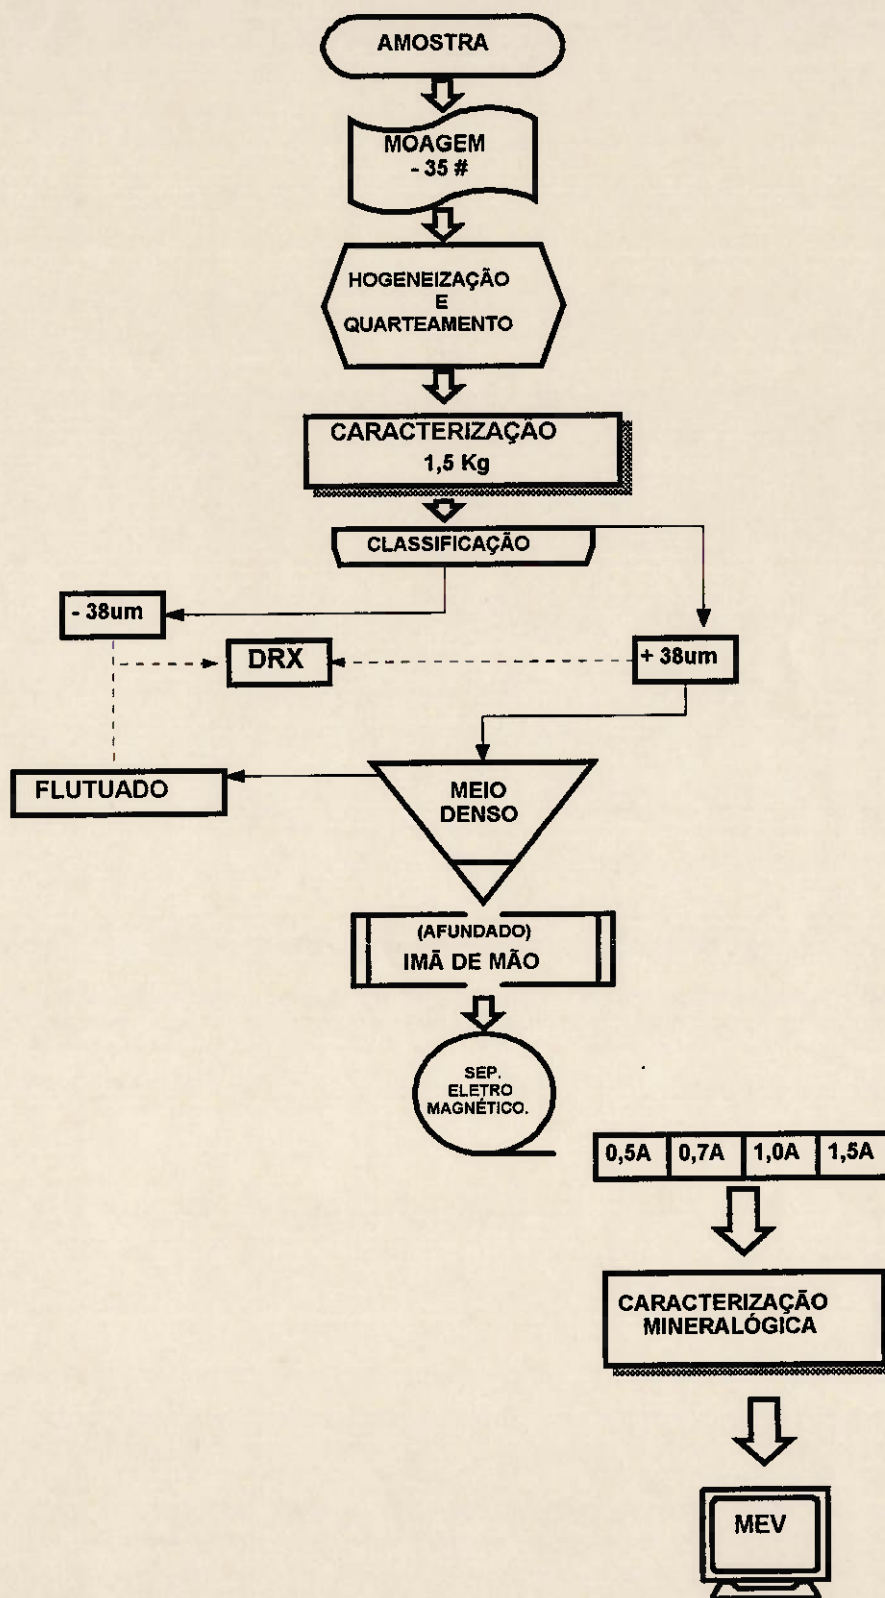 AMOSTRA
MOAGEM
- 35 #
HOGENEIZAÇÃO
E
QUARTEAMENTO
CARACTERIZAÇÃO
1,5 Kg
CLASSIFICAÇÃO
- 38um
DRX
+ 38um
FLUTUADO
MEIO
DENSO
(AFUNDADO)
IMÃ DE MÃO
SEP.
ELETRO
MAGNÉTICO.
0,5A 0,7A 1,0A 1,5A
CARACTERIZAÇÃO
MINERALÓGICA
MEV